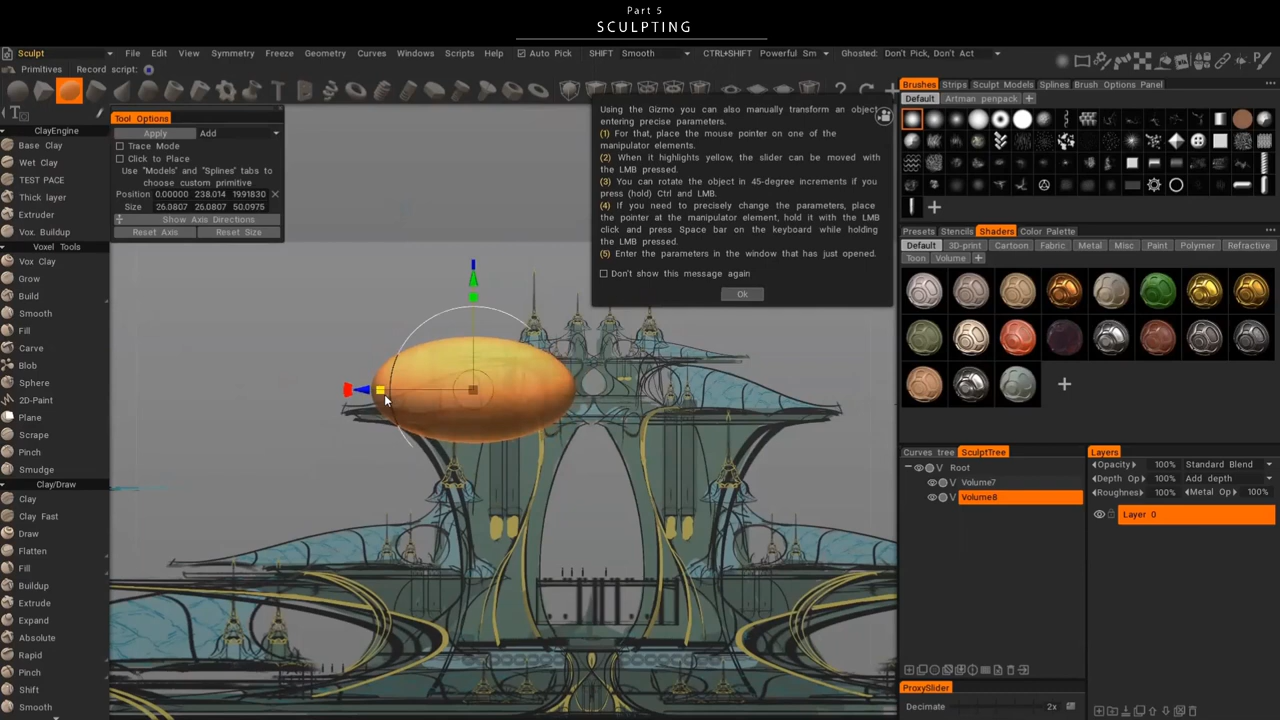 Part 5
SCULPTING
Sculpt File Edit View Symmetry Freeze Geometry Curves Windows Scripts Help Auto Pick SHIFT Smooth CTRL+SHIFT Powerful Sm Ghosted: Don't Pick, Don't Act
Primitives Record script:
Tool Options
Apply Add
Trace Mode
Click to Place
Use "Models" and "Splines" tabs to
choose custom primitive
Position 0.00000 238.014 19.91830
Size 26.0807 26.0807 50.0975
Show Axis Directions
Reset Axis Reset Size
ClayEngine
Base Clay
Wet Clay
TEST PACE
Thick layer
Extruder
Vox. Buildup
Voxel Tools
Vox Clay
Grow
Build
Smooth
Fill
Carve
Blob
Sphere
2D-Paint
Plane
Scrape
Pinch
Smudge
Clay/Draw
Clay
Clay Fast
Draw
Flatten
Fill
Buildup
Extrude
Expand
Absolute
Rapid
Pinch
Shift
Smooth
Using the Gizmo you can also manually transform an object
entering precise parameters.
(1) For that, place the mouse pointer on one of the
manipulator elements.
(2) When it highlights yellow, the slider can be moved with
the LMB pressed.
(3) You can rotate the object in 45-degree increments if you
press (hold) Ctrl and LMB.
(4) If you need to precisely change the parameters, place
the pointer at the manipulator element, hold it with the LMB
click and press Space bar on the keyboard while holding
the LMB pressed.
(5) Enter the parameters in the window that has just opened.
Don't show this message again
Ok
Brushes Strips Sculpt Models Splines Brush Options Panel
Default Artman penpack
Presets Stencils Shaders Color Palette
Default 3D-print Cartoon Fabric Metal Misc Paint Polymer Refractive
Toon Volume
Curves tree SculptTree
Root
Volume7
Volume8
Layers
Opacity 100% Standard Blend
Depth Op 100% Add depth
Roughness 100% Metal Op 100%
Layer 0
ProxySlider
Decimate 2x